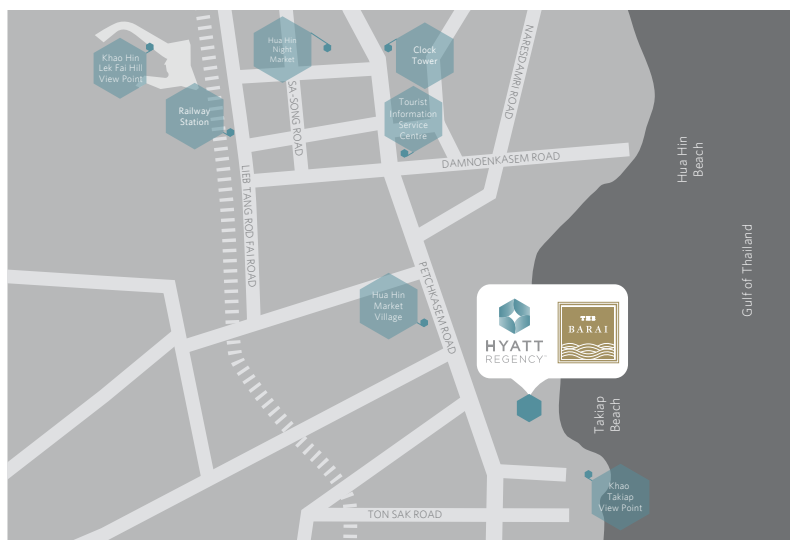 Khao Hin
Lek Fai Hill
View Point
Hua Hin
Night
Market
Clock
Tower
NARESDAMRI ROAD
Railway
Station
SA-SONG ROAD
Tourist
Information
Service
Centre
DAMNOENKASEM ROAD
Hua Hin
Beach
LIEB TANG ROD FAI ROAD
Gulf of Thailand
PETCHKASEM ROAD
Hua Hin
Market
Village
HYATT
REGENCY™
THE
BARAI
Takiap
Beach
Khao
Takiap
View Point
TON SAK ROAD